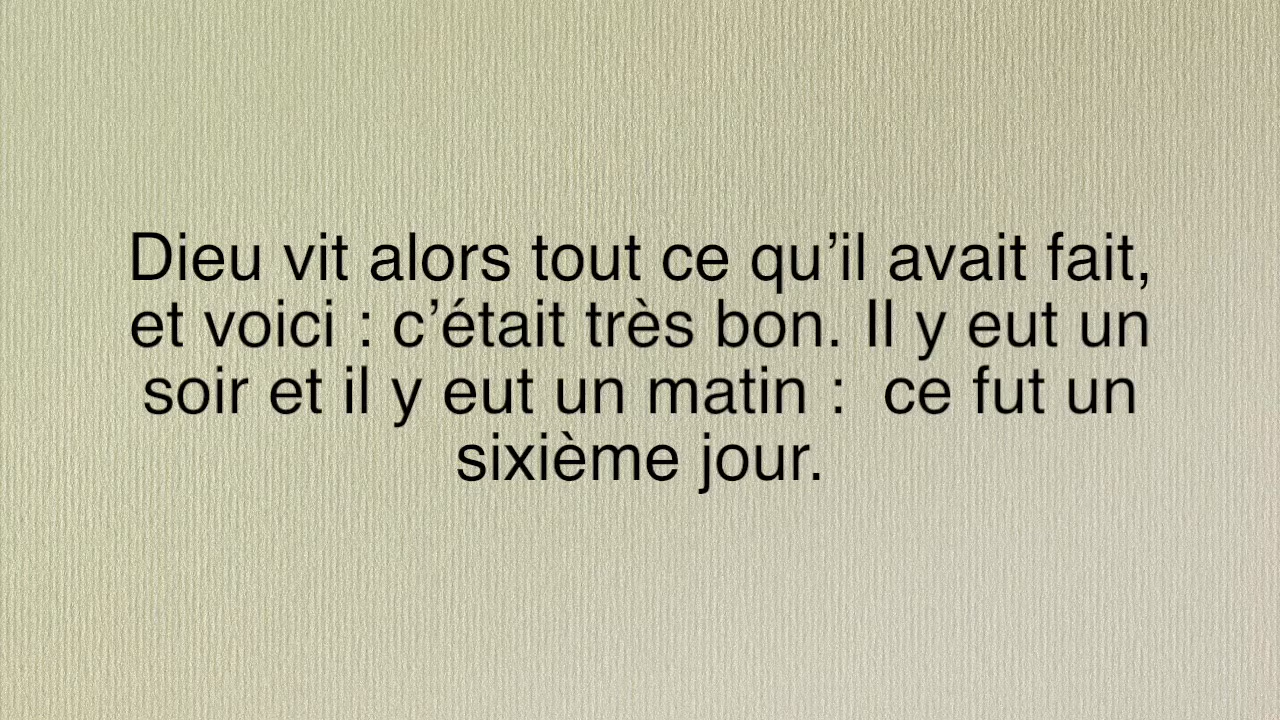 Dieu vit alors tout ce qu’il avait fait,
et voici : c’était très bon. Il y eut un
soir et il y eut un matin :  ce fut un
sixième jour.